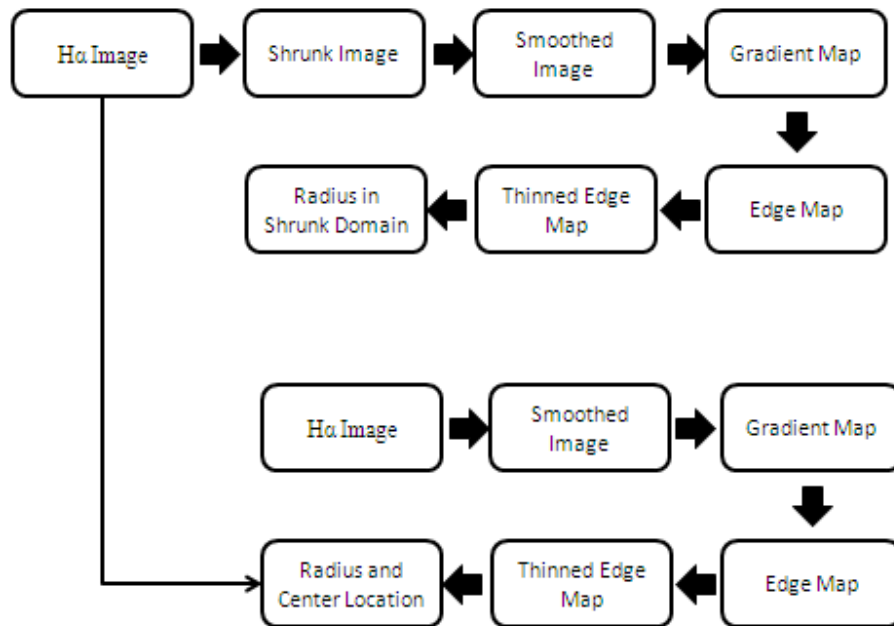 Hα Image
Shrunk Image
Smoothed
Image
Gradient Map
Radius in
Shrunk Domain
Thinned Edge
Map
Edge Map
Hα Image
Smoothed
Image
Gradient Map
Radius and
Center Location
Thinned Edge
Map
Edge Map